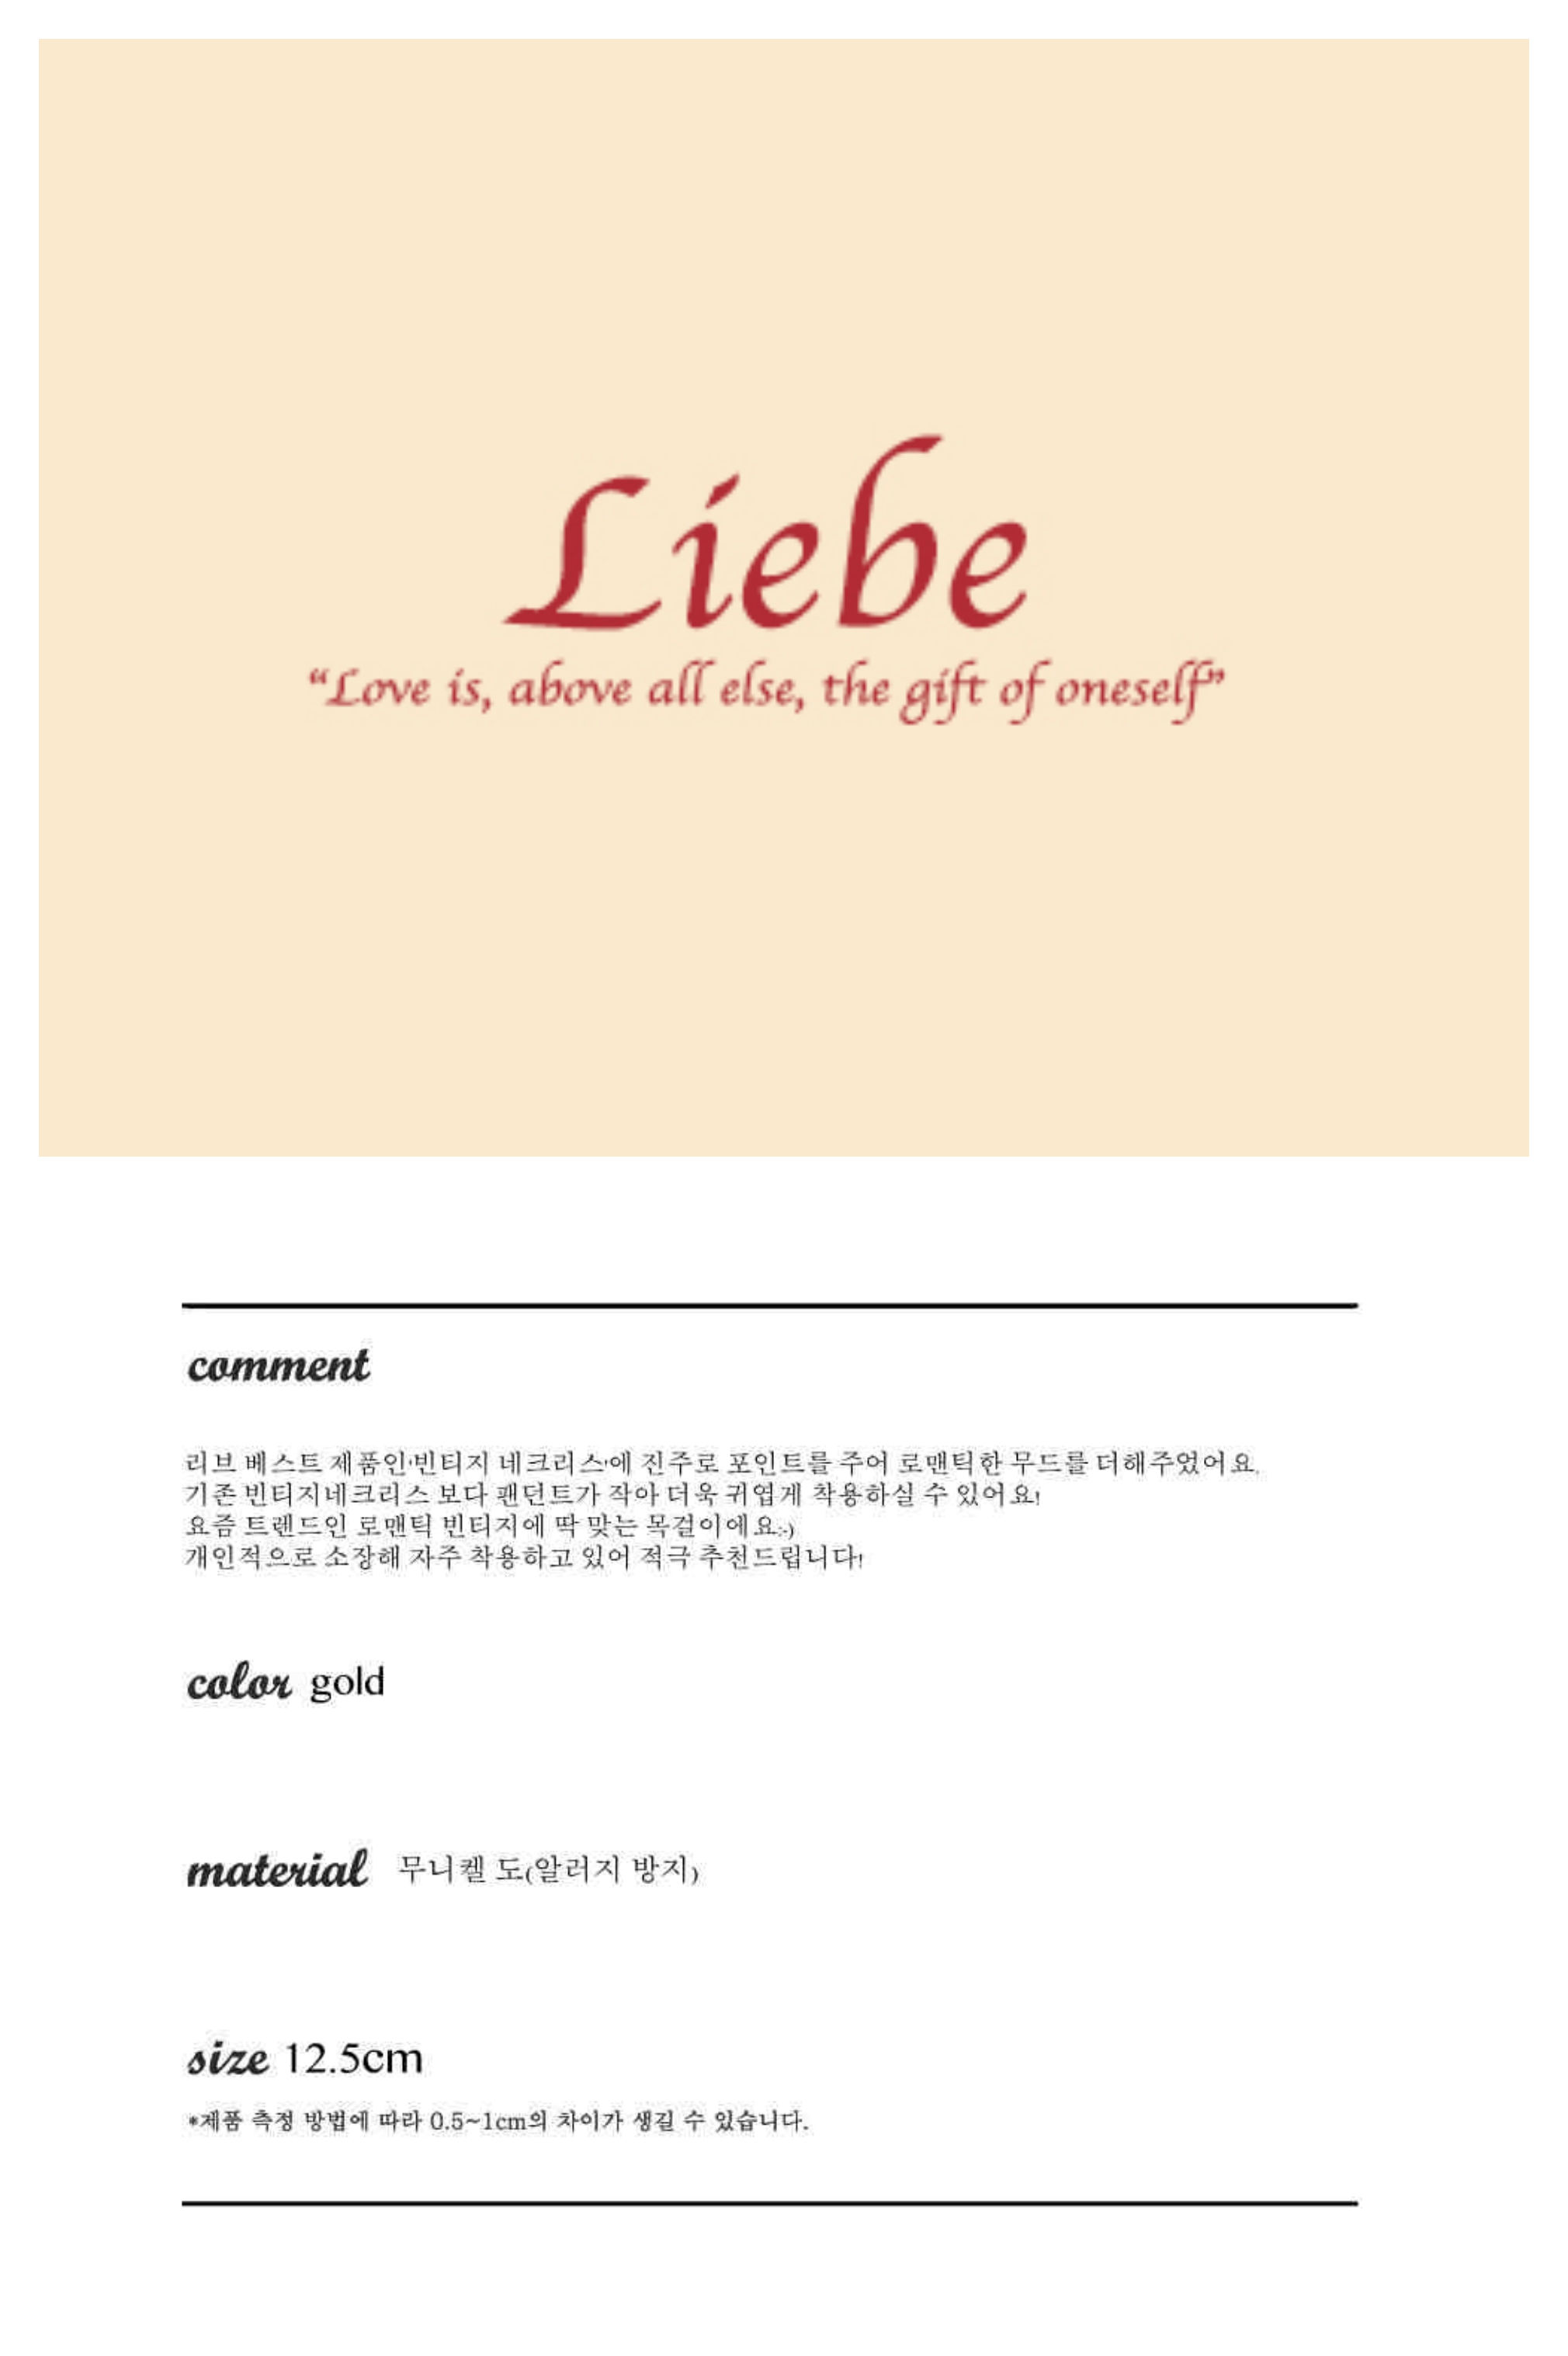 Liebe
“Love is, above all else, the gift of oneself”
comment
리브 베스트 제품인'빈티지 네크리스'에 진주로 포인트를 주어 로맨틱한 무드를 더해주었어요.
기존 빈티지네크리스 보다 팬던트가 작아 더욱 귀엽게 착용하실 수 있어요!
요즘 트렌드인 로맨틱 빈티지에 딱 맞는 목걸이에요:-)
개인적으로 소장해 자주 착용하고 있어 적극 추천드립니다!
color gold
material 무니켈 도(알러지 방지)
size 12.5cm
*제품 측정 방법에 따라 0.5~1cm의 차이가 생길 수 있습니다.